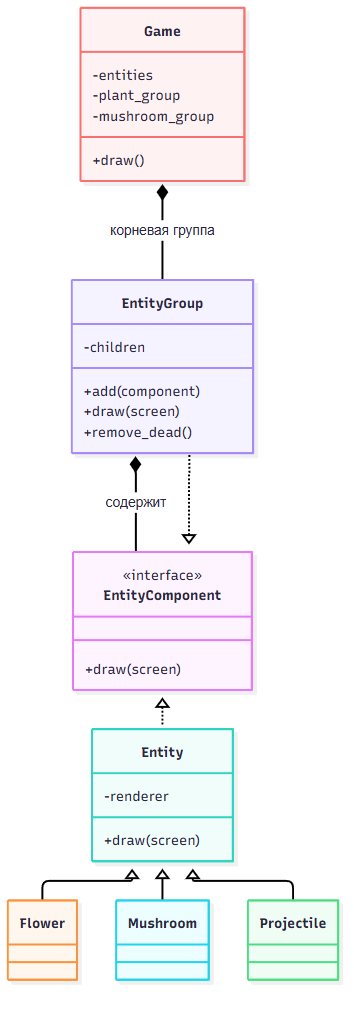 Game
-entities
-plant_group
-mushroom_group
+draw()
корневая группа
EntityGroup
-children
+add(component)
+draw(screen)
+remove_dead()
содержит
«interface»
EntityComponent
+draw(screen)
Entity
-renderer
+draw(screen)
Flower
Mushroom
Projectile